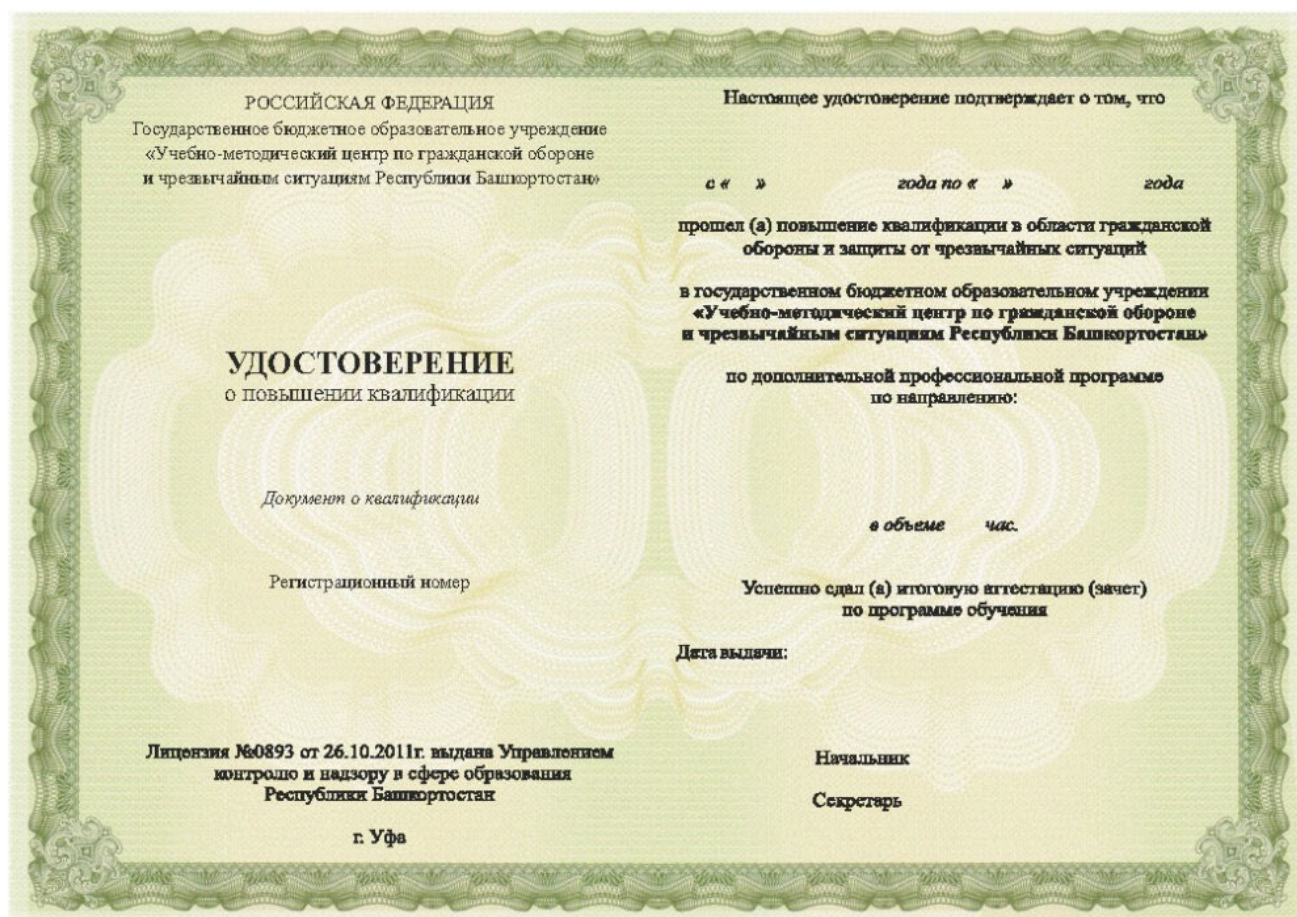 РОССИЙСКАЯ ФЕДЕРАЦИЯ
Государственное бюджетное образовательное учреждение
«Учебно-методический центр по гражданской обороне
и чрезвычайным ситуациям Республики Башкортостан»
УДОСТОВЕРЕНИЕ
о повышении квалификации
Документ о квалификации
Регистрационный номер
Лицензия №0893 от 26.10.2011г. выдана Управлением
контролю и надзору в сфере образования
Республики Башкортостан
г. Уфа
Настоящее удостоверение подтверждает о том, что
с « » года по « » года
прошел (а) повышение квалификации в области гражданской
обороны и защиты от чрезвычайных ситуаций
в государственном бюджетном образовательном учреждении
«Учебно-методический центр по гражданской обороне
и чрезвычайным ситуациям Республики Башкортостан»
по дополнительной профессиональной программе
по направлению:
в объеме час.
Успешно сдал (а) итоговую аттестацию (зачет)
по программе обучения
Дата выдачи:
Начальник
Секретарь